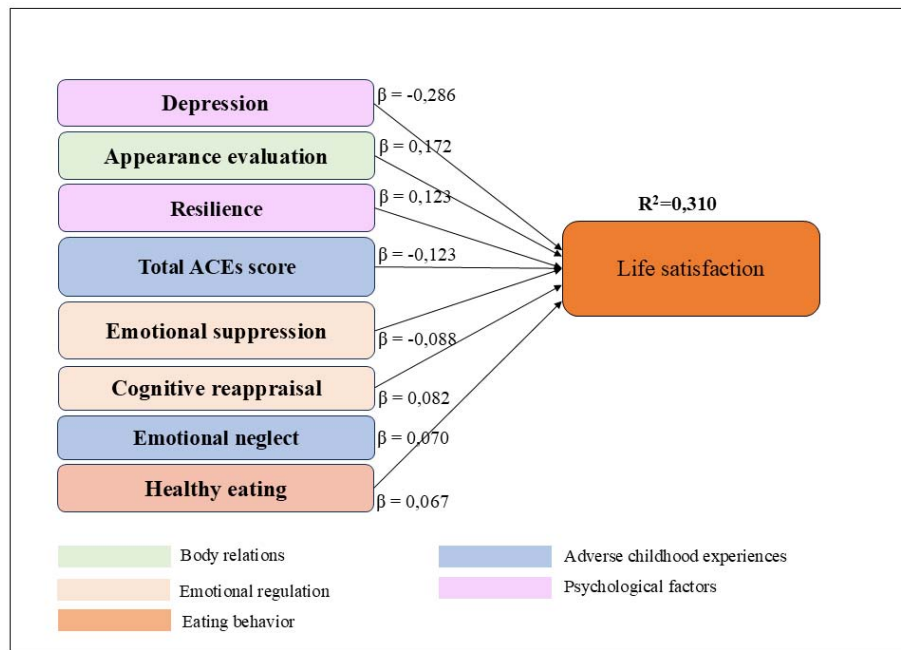 Depression
β = -0,286
Appearance evaluation
β = 0,172
Resilience
β = 0,123
Total ACEs score
β = -0,123
Emotional suppression
β = -0,088
Cognitive reappraisal
β = 0,082
Emotional neglect
β = 0,070
Healthy eating
β = 0,067
R²=0,310
Life satisfaction
Body relations
Emotional regulation
Eating behavior
Adverse childhood experiences
Psychological factors